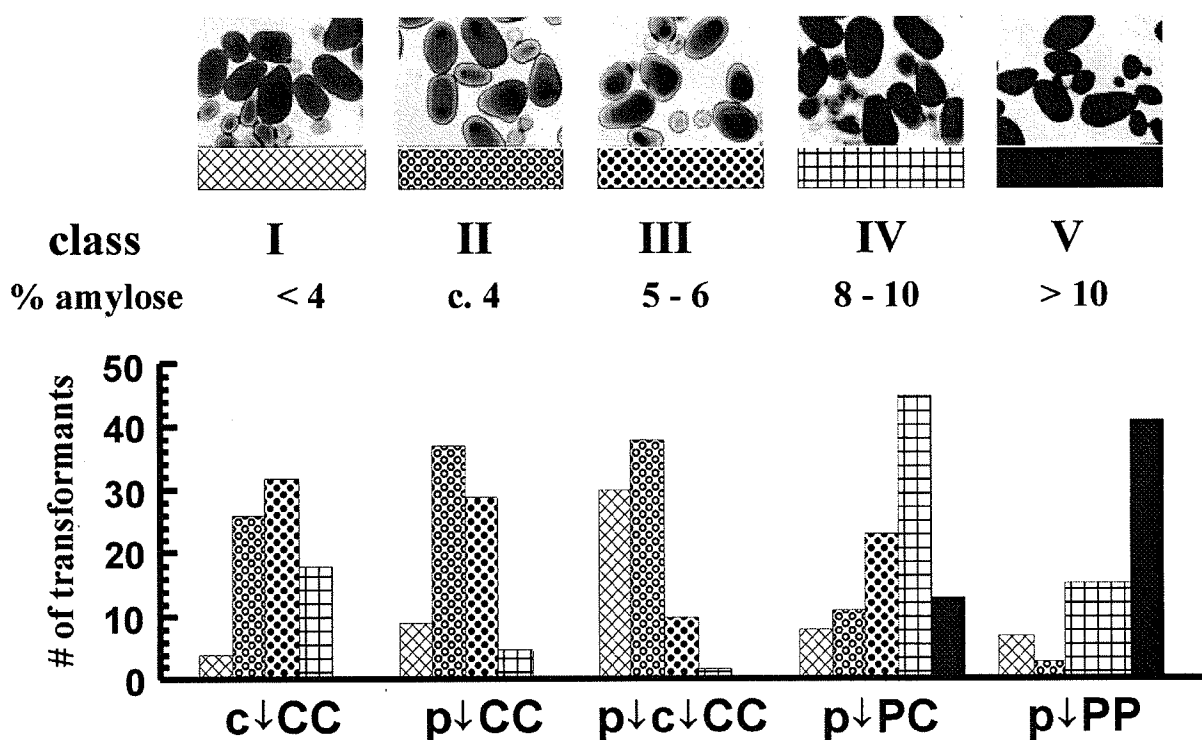 class I II III IV V
% amylose < 4 c. 4 5 - 6 8 - 10 > 10
# of transformants
50
40
30
20
10
0
c↓CC p↓CC p↓c↓CC p↓PC p↓PP